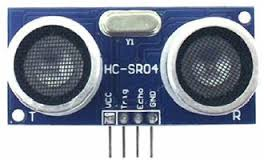 Y1
HC-SR04
VCC
Trig
Echo
GND
T
R